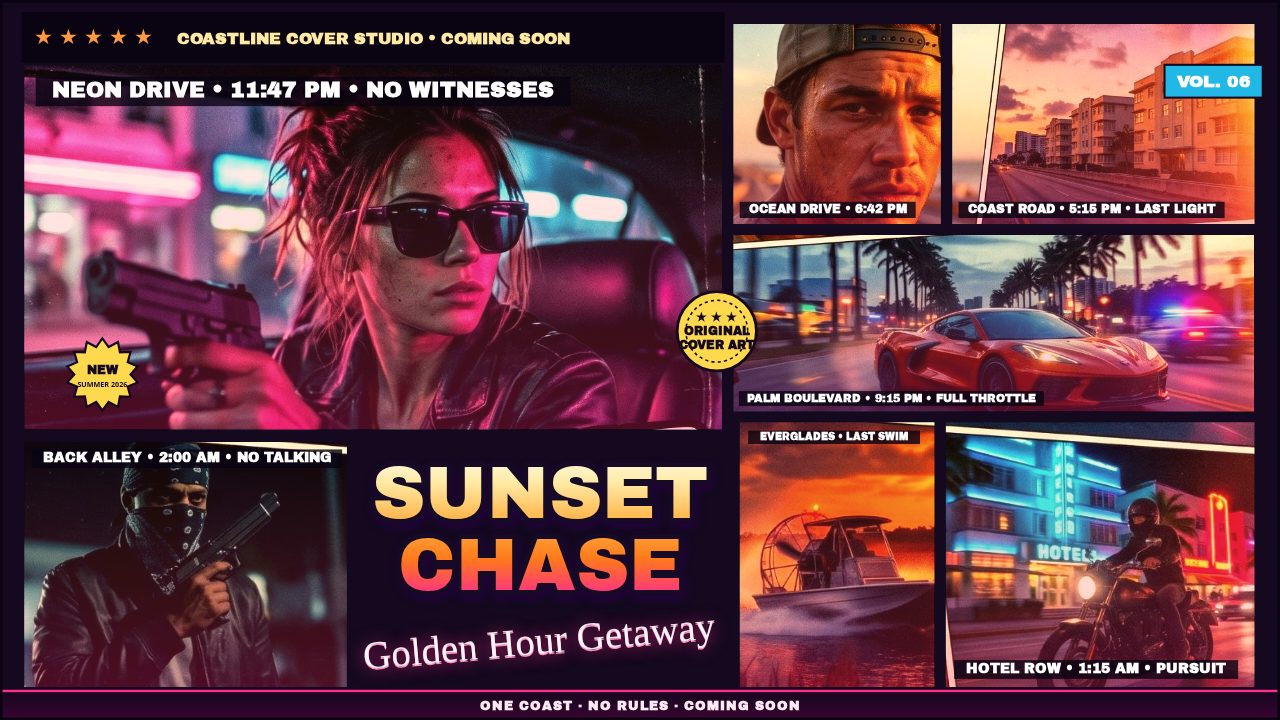 ★ ★ ★ ★ ★ COASTLINE COVER STUDIO • COMING SOON
NEON DRIVE • 11:47 PM • NO WITNESSES
OCEAN DRIVE • 6:42 PM
VOL. 06
COAST ROAD • 5:15 PM • LAST LIGHT
★ ★ ★
ORIGINAL
COVER ART
NEW
SUMMER 2026
PALM BOULEVARD • 9:15 PM • FULL THROTTLE
BACK ALLEY • 2:00 AM • NO TALKING
SUNSET
CHASE
Golden Hour Getaway
EVERGLADES • LAST SWIM
HOTEL
HOTEL ROW • 1:15 AM • PURSUIT
ONE COAST · NO RULES · COMING SOON